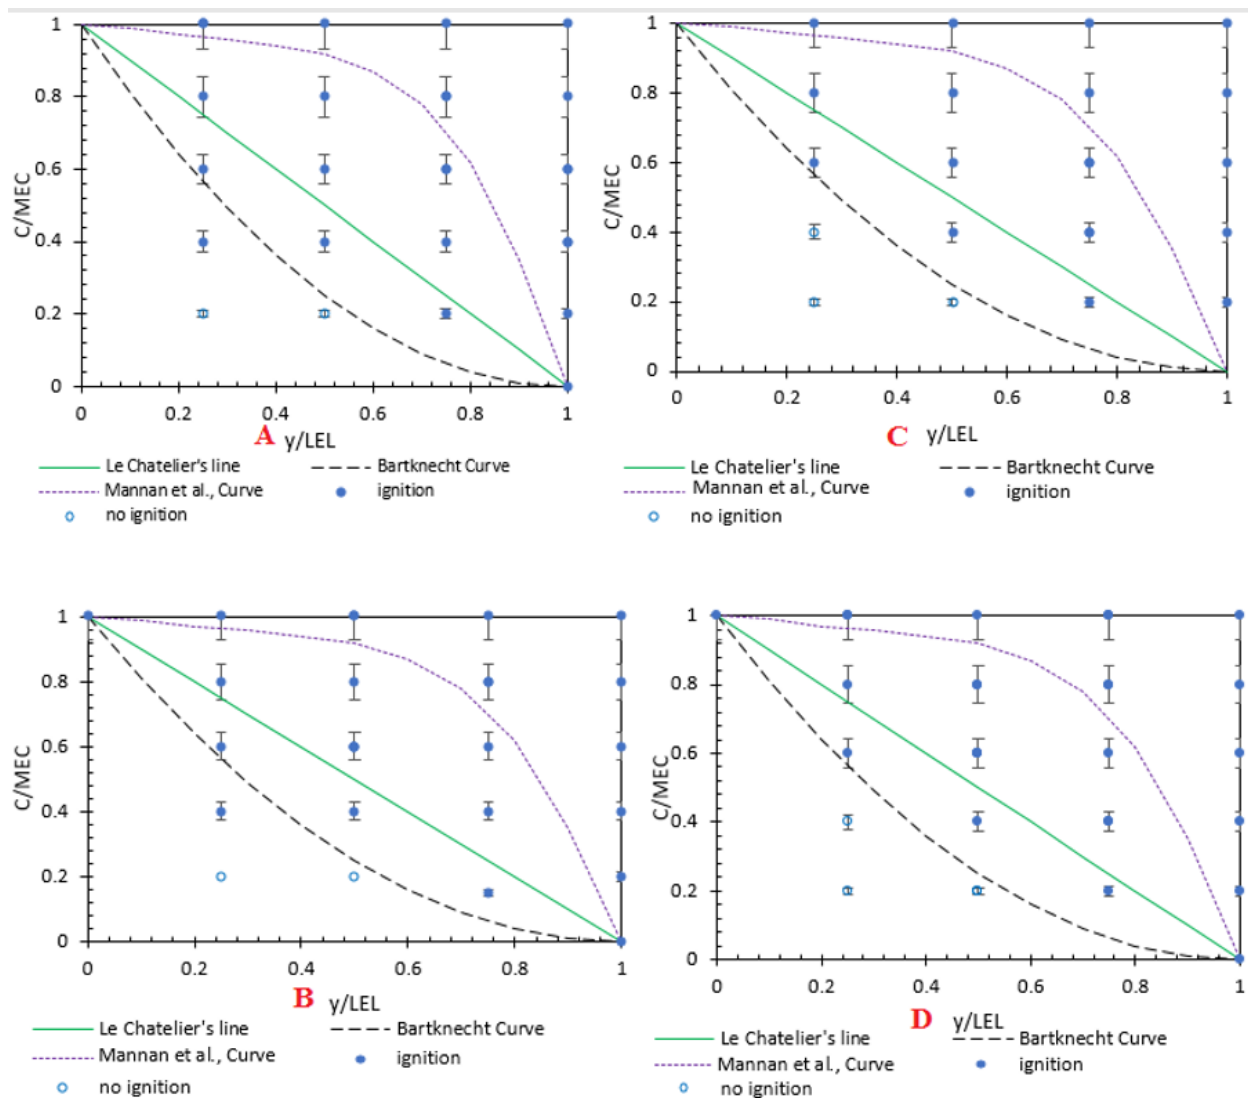 1
0.8
0.6
0.4
0.2
0
C/MEC
0 0.2 0.4 0.6 0.8 1
A y/LEL
Le Chatelier's line Bartknecht Curve
Mannan et al., Curve ignition
no ignition
1
0.8
0.6
0.4
0.2
0
C/MEC
0 0.2 0.4 0.6 0.8 1
C y/LEL
Le Chatelier's line Bartknecht Curve
Mannan et al., Curve ignition
no ignition
1
0.8
0.6
0.4
0.2
0
C/MEC
0 0.2 0.4 0.6 0.8 1
B y/LEL
Le Chatelier's line Bartknecht Curve
Mannan et al., Curve ignition
no ignition
1
0.8
0.6
0.4
0.2
0
C/MEC
0 0.2 0.4 0.6 0.8 1
D y/LEL
Le Chatelier's line Bartknecht Curve
Mannan et al., Curve ignition
no ignition